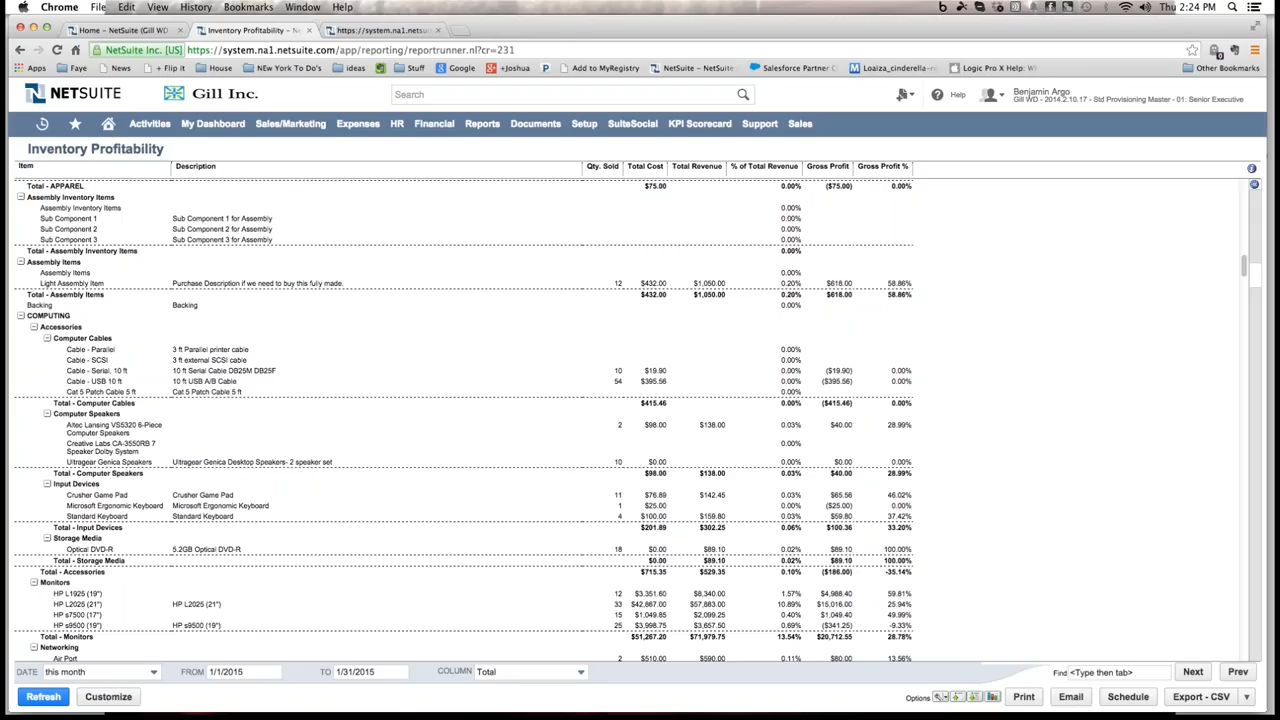 Chrome File Edit View History Bookmarks Window Help Thu 2:24 PM
Home – NetSuite (Gill WD Inventory Profitability – N https://system.na1.netsuite.
NetSuite Inc. [US] https://system.na1.netsuite.com/app/reporting/reportrunner.nl?cr=231
Apps Faye News + Flip it House NEw York To Do's ideas Stuff Google +Joshua Add to MyRegistry NetSuite – NetSuite Salesforce Partner C Loaiza_cinderella- Logic Pro X Help: Other Bookmarks
NETSUITE Gill Inc. Search Help Benjamin Argo
Gill WD - 2014.2.10.17 - Std Provisioning Master - 01: Senior Executive
Activities My Dashboard Sales/Marketing Expenses HR Financial Reports Documents Setup SuiteSocial KPI Scorecard Support Sales
Inventory Profitability
Item Description Qty. Sold Total Cost Total Revenue % of Total Revenue Gross Profit Gross Profit %
Total - APPAREL $75.00 0.00% ($75.00) 0.00%
Assembly Inventory Items
Assembly Inventory Items 0.00%
Sub Component 1 Sub Component 1 for Assembly 0.00%
Sub Component 2 Sub Component 2 for Assembly 0.00%
Sub Component 3 Sub Component 3 for Assembly 0.00%
Total - Assembly Inventory Items 0.00%
Assembly Items
Assembly Items 0.00%
Light Assembly Item Purchase Description if we need to buy this fully made. 12 $432.00 $1,050.00 0.20% $618.00 58.86%
Total - Assembly Items $432.00 $1,050.00 0.20% $618.00 58.86%
Backing Backing 0.00%
COMPUTING
Accessories
Computer Cables
Cable - Parallel 3 ft Parallel printer cable 0.00%
Cable - SCSI 3 ft external SCSI cable 0.00%
Cable - Serial, 10 ft 10 ft Serial Cable DB25M DB25F 10 $19.90 0.00% ($19.90) 0.00%
Cable - USB 10 ft 10 ft USB A/B Cable 54 $395.56 0.00% ($395.56) 0.00%
Cat 5 Patch Cable 5 ft Cat 5 Patch Cable 5 ft 0.00%
Total - Computer Cables $415.46 0.00% ($415.46) 0.00%
Computer Speakers
Altec Lansing VS5320 6-Piece 2 $98.00 $138.00 0.03% $40.00 28.99%
Computer Speakers
Creative Labs CA-3550RB 7 0.00%
Speaker Dolby System
Ultragear Genica Speakers Ultragear Genica Desktop Speakers- 2 speaker set 10 $0.00 0.00% $0.00 0.00%
Total - Computer Speakers $98.00 $138.00 0.03% $40.00 28.99%
Input Devices
Crusher Game Pad Crusher Game Pad 11 $76.89 $142.45 0.03% $65.56 46.02%
Microsoft Ergonomic Keyboard Microsoft Ergonomic Keyboard 1 $25.00 0.00% ($25.00) 0.00%
Standard Keyboard Standard Keyboard 4 $100.00 $159.80 0.03% $59.80 37.42%
Total - Input Devices $201.89 $302.25 0.06% $100.36 33.20%
Storage Media
Optical DVD-R 5.2GB Optical DVD-R 18 $0.00 $89.10 0.02% $89.10 100.00%
Total - Storage Media $0.00 $89.10 0.02% $89.10 100.00%
Total - Accessories $715.35 $529.35 0.10% ($186.00) -35.14%
Monitors
HP L1925 (19") 12 $3,351.60 $8,340.00 1.57% $4,988.40 59.81%
HP L2025 (21") HP L2025 (21") 33 $42,867.00 $57,883.00 10.89% $15,016.00 25.94%
HP s7500 (17") 15 $1,049.85 $2,099.25 0.40% $1,049.40 49.99%
HP s9500 (19") HP s9500 (19") 25 $3,998.75 $3,657.50 0.69% ($341.25) -9.33%
Total - Monitors $51,267.20 $71,979.75 13.54% $20,712.55 28.78%
Networking
Air Port 2 $510.00 $590.00 0.11% $80.00 13.56%
DATE this month FROM 1/1/2015 TO 1/31/2015 COLUMN Total Find <Type then tab> Next Prev
Refresh Customize Options Print Email Schedule Export - CSV